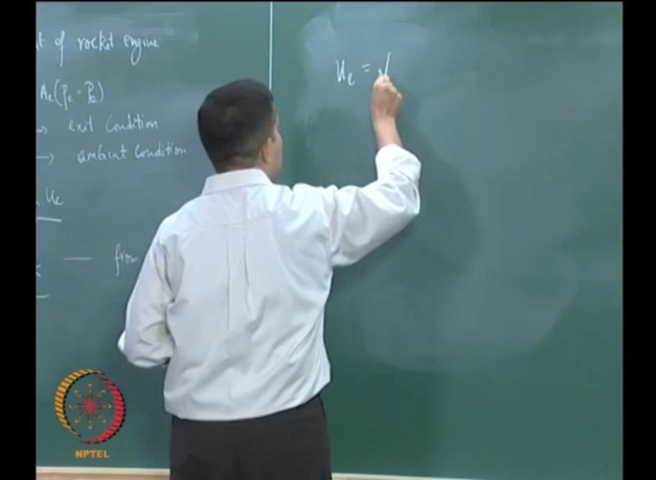 of rocket engine
Ae(pe - pa)
→ exit Condition
→ ambient Condition
ue
— from
ue = √
NPTEL